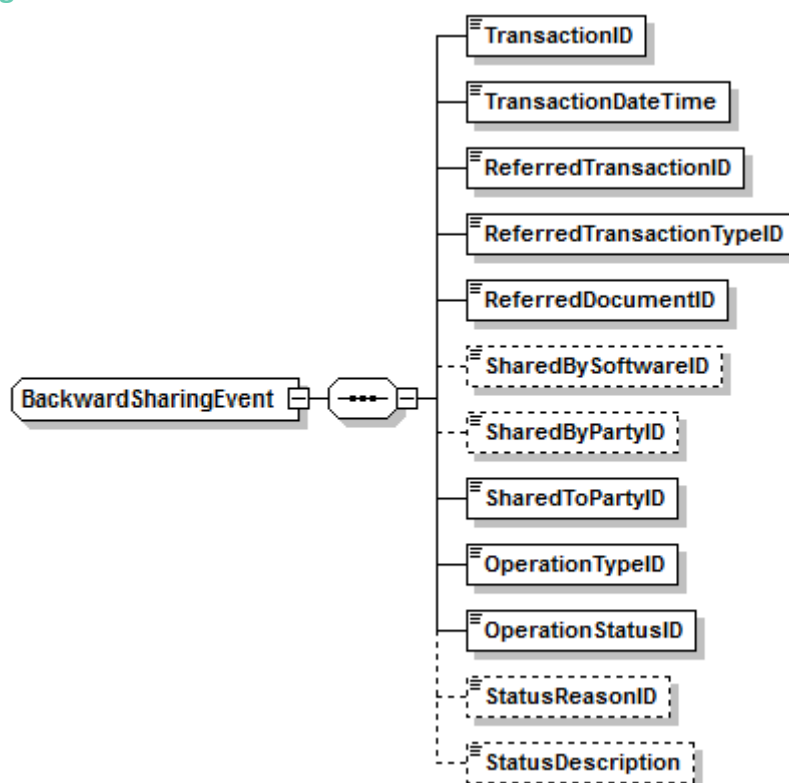 TransactionID
TransactionDateTime
ReferredTransactionID
ReferredTransactionTypeID
ReferredDocumentID
SharedBySoftwareID
BackwardSharingEvent
SharedByPartyID
SharedToPartyID
OperationTypeID
OperationStatusID
StatusReasonID
StatusDescription